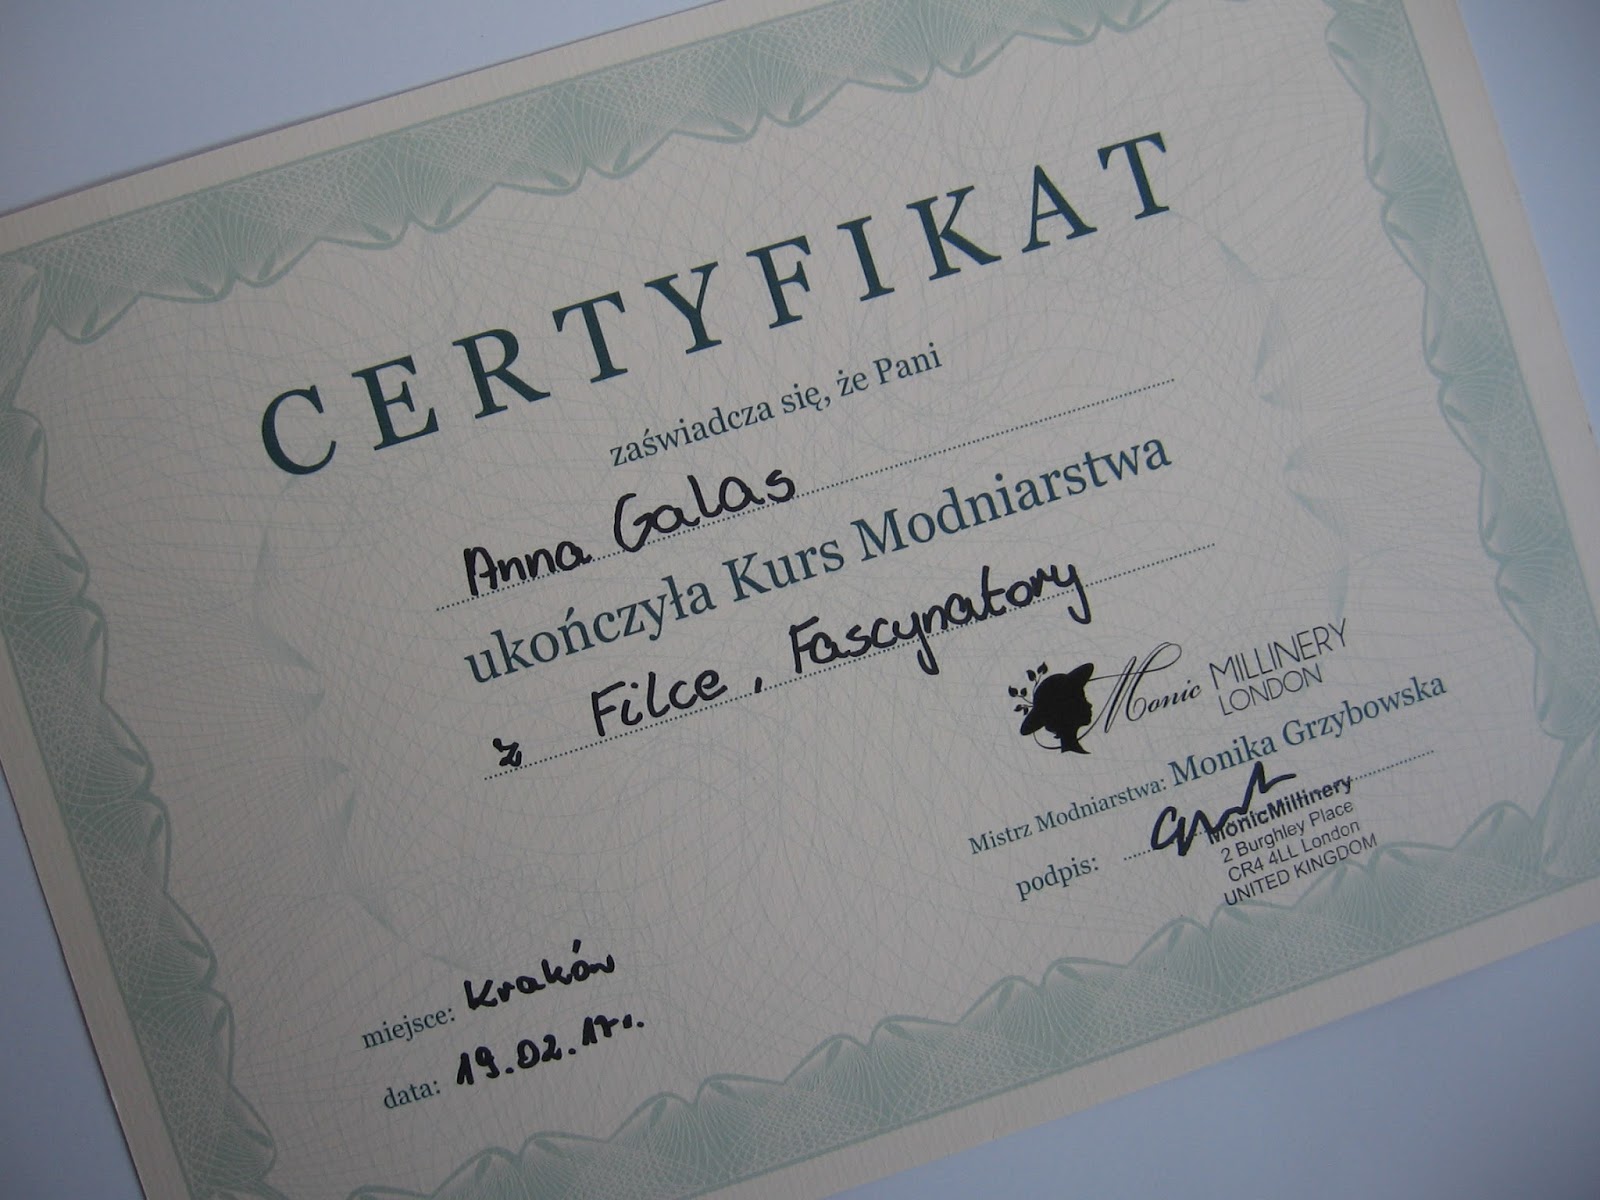 CERTYFIKAT
zaświadcza się, że Pani
Anna Galas
ukończyła Kurs Modniarstwa
z Filce, Fascynatory
Monic MILLINERY
LONDON
Mistrz Modniarstwa: Monika Grzybowska
podpis:
MonicMillinery
2 Burghley Place
CR4 4LL London
UNITED KINGDOM
miejsce: Kraków
data: 19.02.17r.